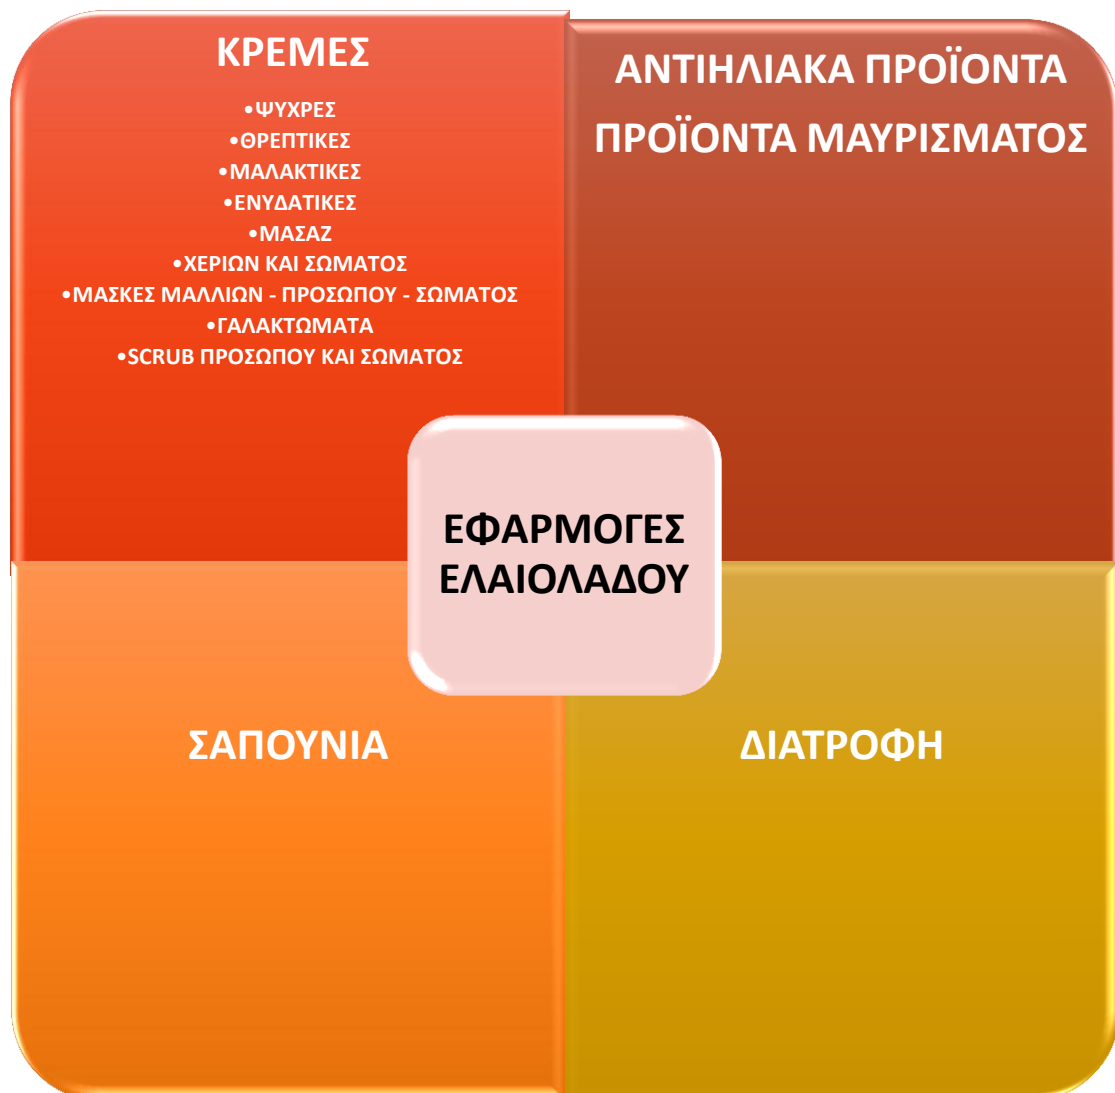 ΚΡΕΜΕΣ
•ΨΥΧΡΕΣ
•ΘΡΕΠΤΙΚΕΣ
•ΜΑΛΑΚΤΙΚΕΣ
•ΕΝΥΔΑΤΙΚΕΣ
•ΜΑΣΑΖ
•ΧΕΡΙΩΝ ΚΑΙ ΣΩΜΑΤΟΣ
•ΜΑΣΚΕΣ ΜΑΛΛΙΩΝ - ΠΡΟΣΩΠΟΥ - ΣΩΜΑΤΟΣ
•ΓΑΛΑΚΤΩΜΑΤΑ
•SCRUB ΠΡΟΣΩΠΟΥ ΚΑΙ ΣΩΜΑΤΟΣ
ΑΝΤΙΗΛΙΑΚΑ ΠΡΟΪΟΝΤΑ
ΠΡΟΪΟΝΤΑ ΜΑΥΡΙΣΜΑΤΟΣ
ΕΦΑΡΜΟΓΕΣ
ΕΛΑΙΟΛΑΔΟΥ
ΣΑΠΟΥΝΙΑ
ΔΙΑΤΡΟΦΗ